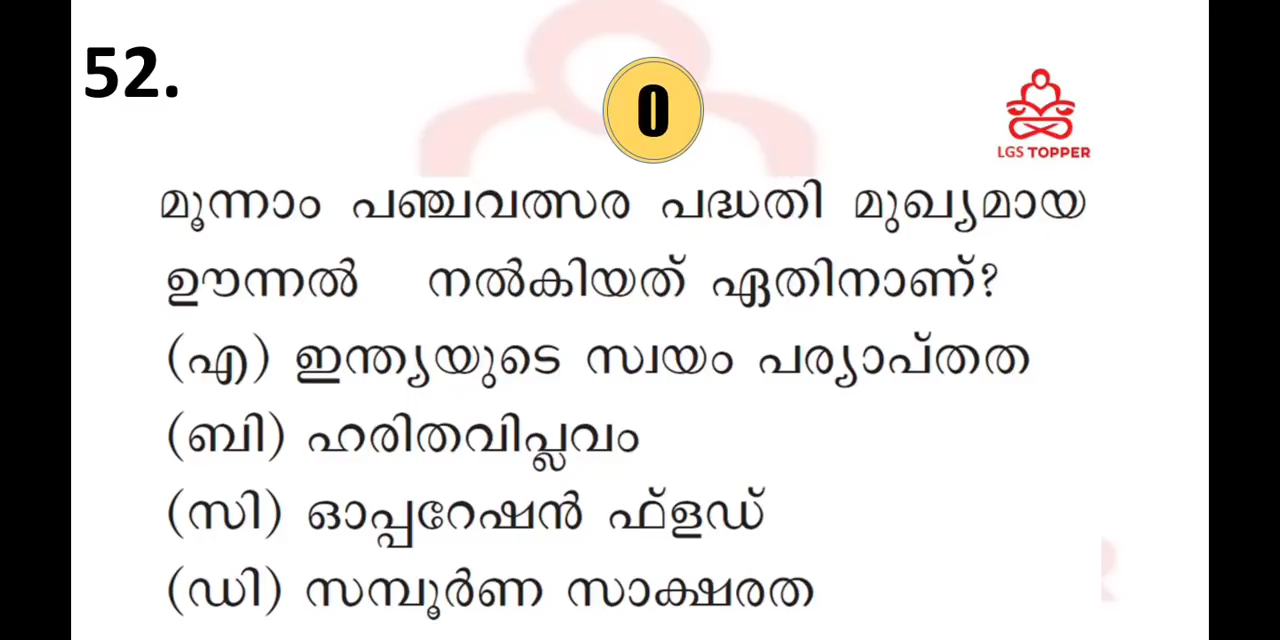 52.
0
LGS TOPPER
മൂന്നാം പഞ്ചവത്സര പദ്ധതി മുഖ്യമായ
ഊന്നൽ നൽകിയത് ഏതിനാണ്?
(എ) ഇന്ത്യയുടെ സ്വയം പര്യാപ്തത
(ബി) ഹരിതവിപ്ലവം
(സി) ഓപ്പറേഷൻ ഫ്ളഡ്
(ഡി) സമ്പൂർണ സാക്ഷരത